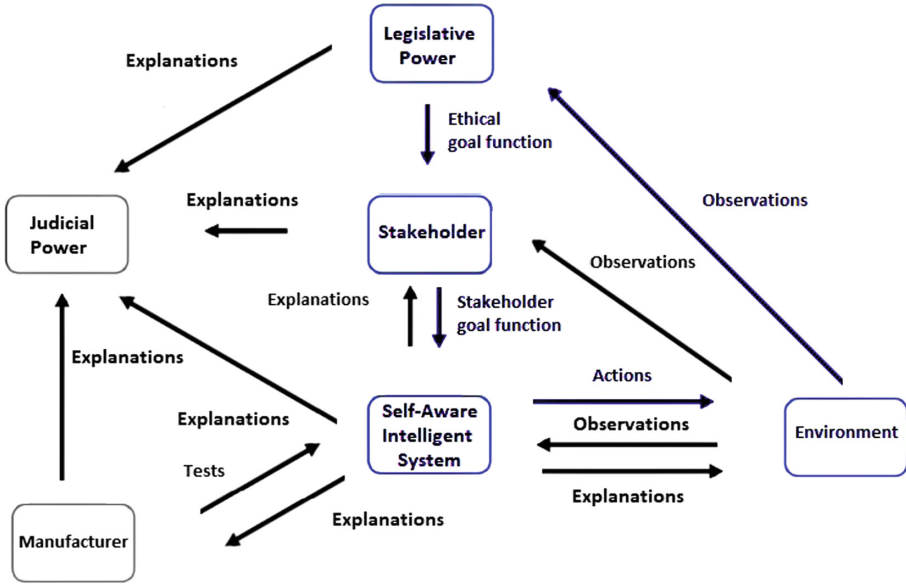 Legislative
Power
Explanations
Ethical
goal function
Explanations
Observations
Judicial
Power
Stakeholder
Observations
Explanations
Stakeholder
goal function
Explanations
Actions
Explanations
Self-Aware
Intelligent
System
Observations
Environment
Tests
Explanations
Explanations
Manufacturer